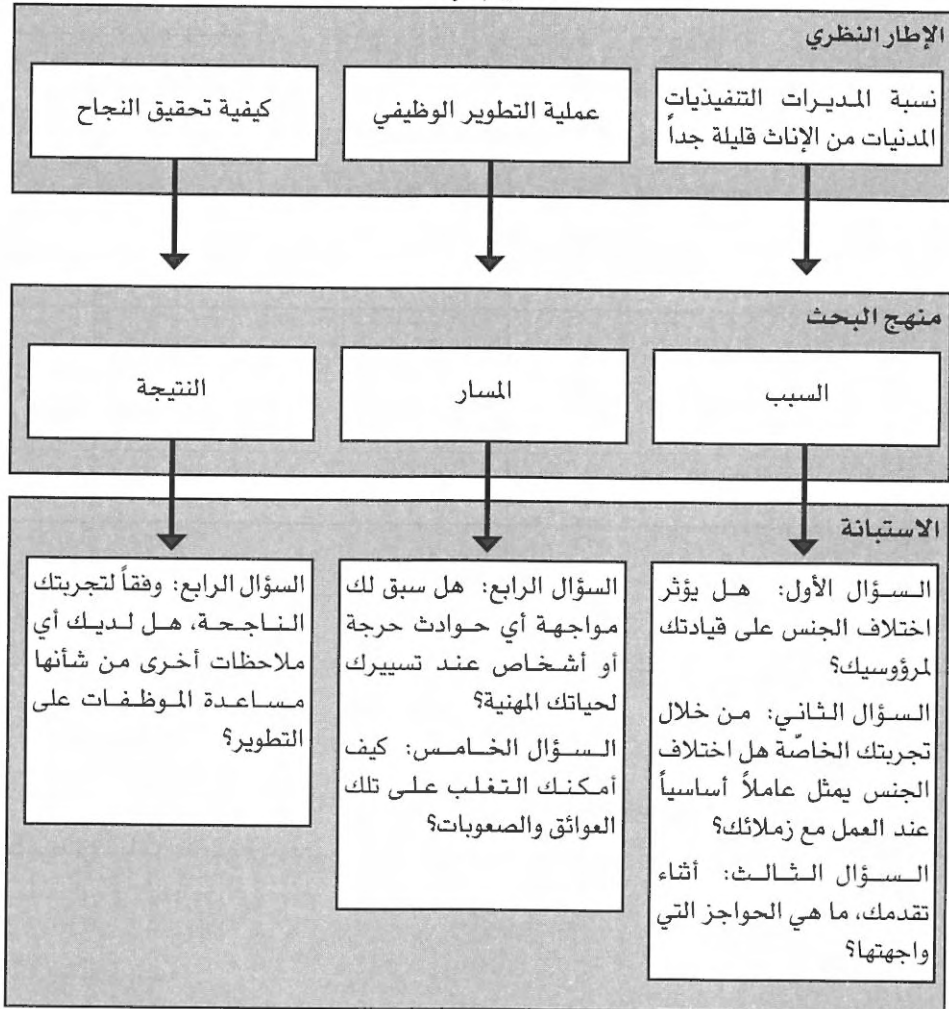 الإطار النظري
نسبة المديرات التنفيذيات
المدنيات من الإناث قليلة جداً
عملية التطوير الوظيفي
كيفية تحقيق النجاح
منهج البحث
السبب
المسار
النتيجة
الاستبانة
السؤال الأول: هل يؤثر
اختلاف الجنس على قيادتك
لمرؤوسيك؟
السؤال الثاني: من خلال
تجربتك الخاصّة هل اختلاف
الجنس يمثل عاملاً أساسياً
عند العمل مع زملائك؟
السؤال الثالث: أثناء
تقدمك، ما هي الحواجز التي
واجهتها؟
السؤال الرابع: هل سبق لك
مواجهة أي حوادث حرجة
أو أشخاص عند تسييرك
لحياتك المهنية؟
السؤال الخامس: كيف
أمكنك التغلب على تلك
العوائق والصعوبات؟
السؤال الرابع: وفقاً لتجربتك
الناجحة، هل لديك أي
ملاحظات أخرى من شأنها
مساعدة الموظفات على
التطوير؟